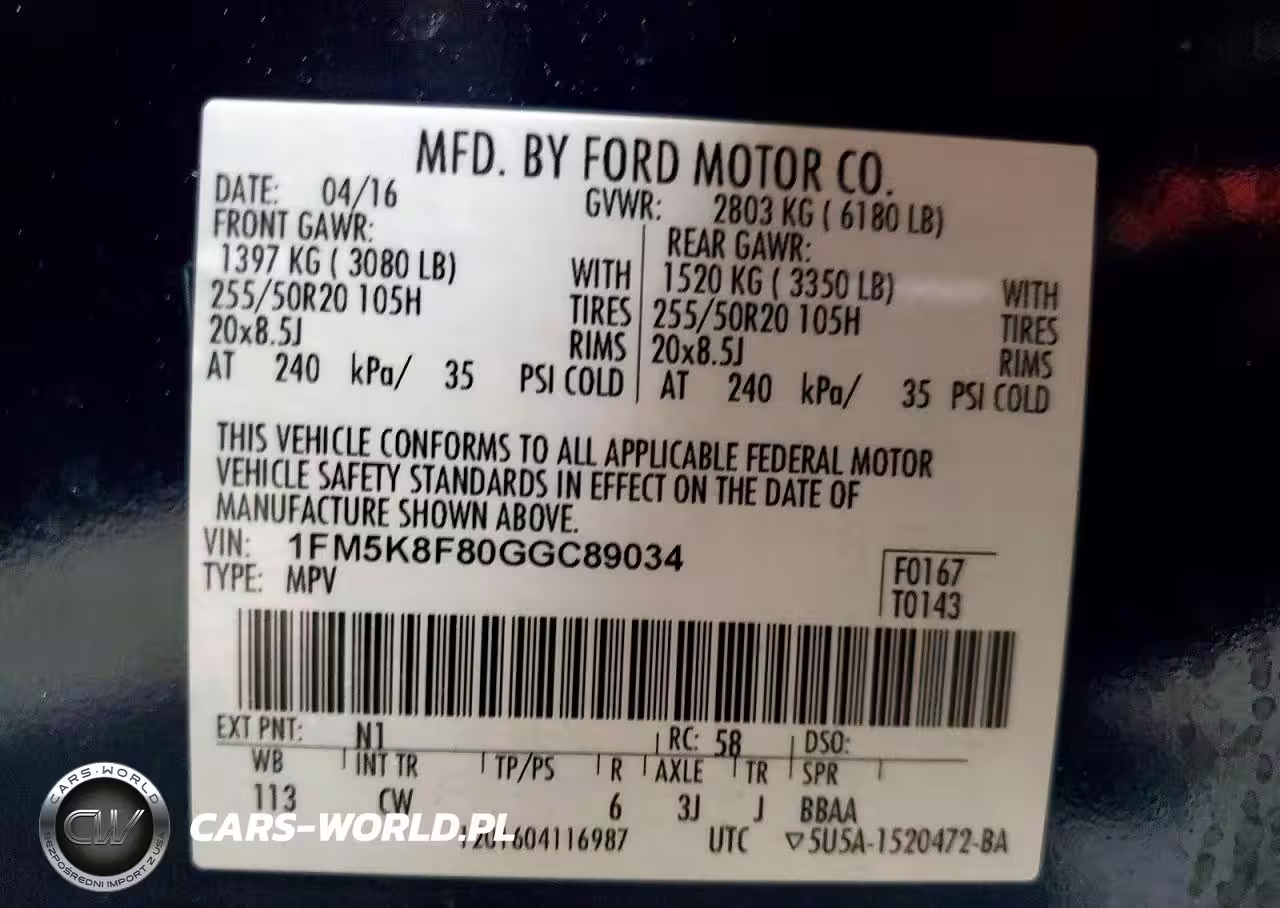 MFD. BY FORD MOTOR CO.
DATE: 04/16 GVWR: 2803 KG ( 6180 LB)
FRONT GAWR: REAR GAWR:
1397 KG ( 3080 LB) WITH 1520 KG ( 3350 LB) WITH
255/50R20 105H TIRES 255/50R20 105H TIRES
20x8.5J RIMS 20x8.5J RIMS
AT 240 kPa/ 35 PSI COLD AT 240 kPa/ 35 PSI COLD
THIS VEHICLE CONFORMS TO ALL APPLICABLE FEDERAL MOTOR
VEHICLE SAFETY STANDARDS IN EFFECT ON THE DATE OF
MANUFACTURE SHOWN ABOVE.
VIN: 1FM5K8F80GGC89034
TYPE: MPV
F0167
T0143
EXT PNT: N1 RC: 58 DSO:
WB INT TR TP/PS R AXLE TR SPR
113 CW 6 3J J BBAA
UTC ▽5U5A-1520472-BA
CARS-WORLD
CW
BEZPOŚREDNI IMPORT Z USA
CARS-WORLD.PL